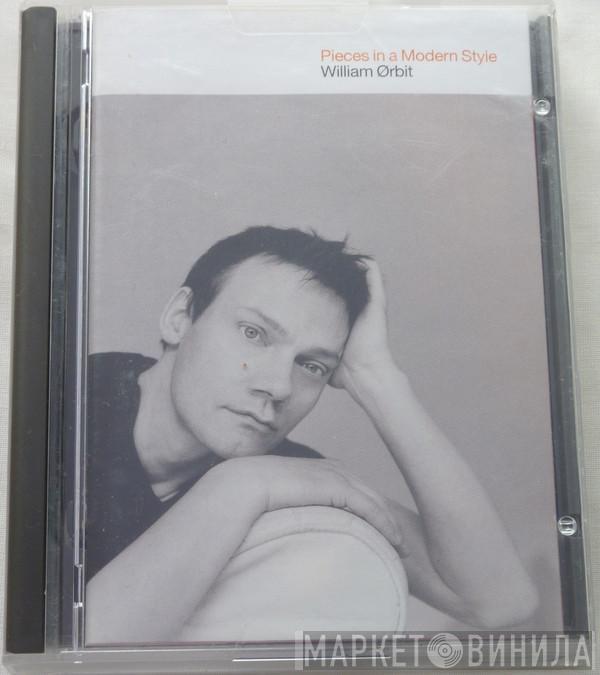 Pieces in a Modern Style
William Ørbit
МАРКЕТ ВИНИЛА